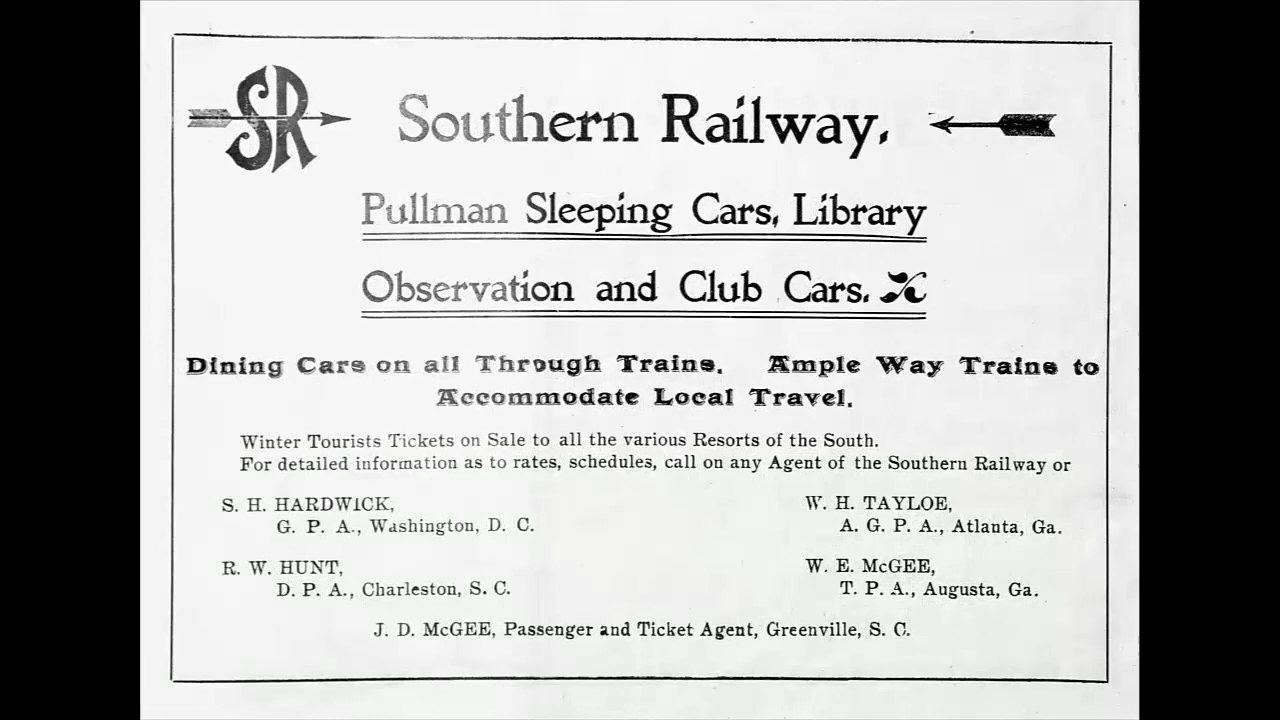 SR Southern Railway.
Pullman Sleeping Cars, Library
Observation and Club Cars.
Dining Cars on all Through Trains. Ample Way Trains to
Accommodate Local Travel.
Winter Tourists Tickets on Sale to all the various Resorts of the South.
For detailed information as to rates, schedules, call on any Agent of the Southern Railway or
S. H. HARDWICK,
G. P. A., Washington, D. C.
W. H. TAYLOE,
A. G. P. A., Atlanta, Ga.
R. W. HUNT,
D. P. A., Charleston, S. C.
W. E. McGEE,
T. P. A., Augusta, Ga.
J. D. McGEE, Passenger and Ticket Agent, Greenville, S. C.